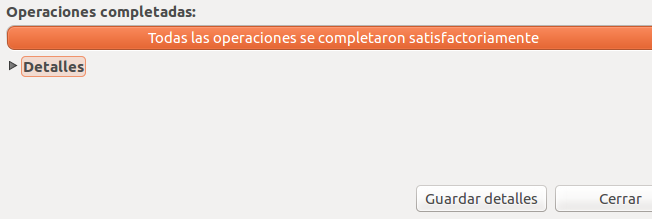 Operaciones completadas:
Todas las operaciones se completaron satisfactoriamente
Detalles
Guardar detalles
Cerrar